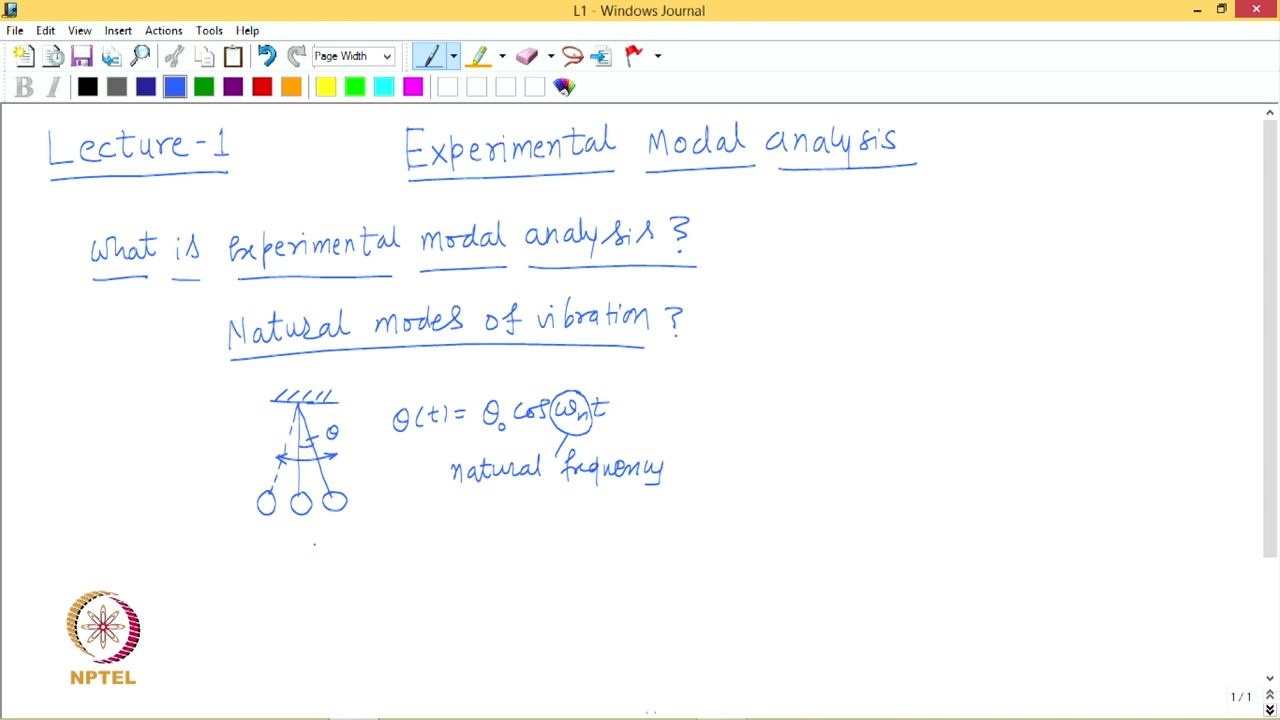 L1 - Windows Journal
File Edit View Insert Actions Tools Help
Page Width
B I
Lecture-1 Experimental Modal analysis
What is experimental modal analysis?
Natural modes of vibration?
θ(t) = θ₀ cos ωₙt
θ
natural frequency
NPTEL
1 / 1